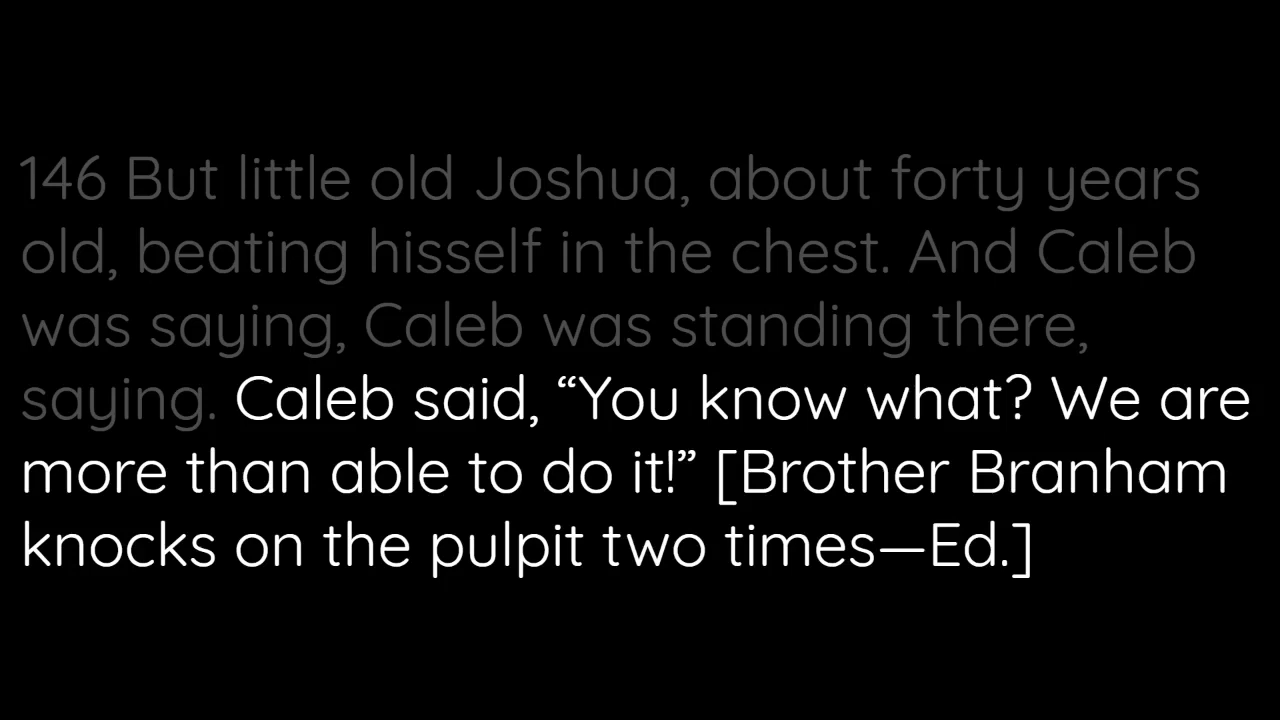 146 But little old Joshua, about forty years
old, beating hisself in the chest. And Caleb
was saying, Caleb was standing there,
saying. Caleb said, “You know what? We are
more than able to do it!” [Brother Branham
knocks on the pulpit two times—Ed.]